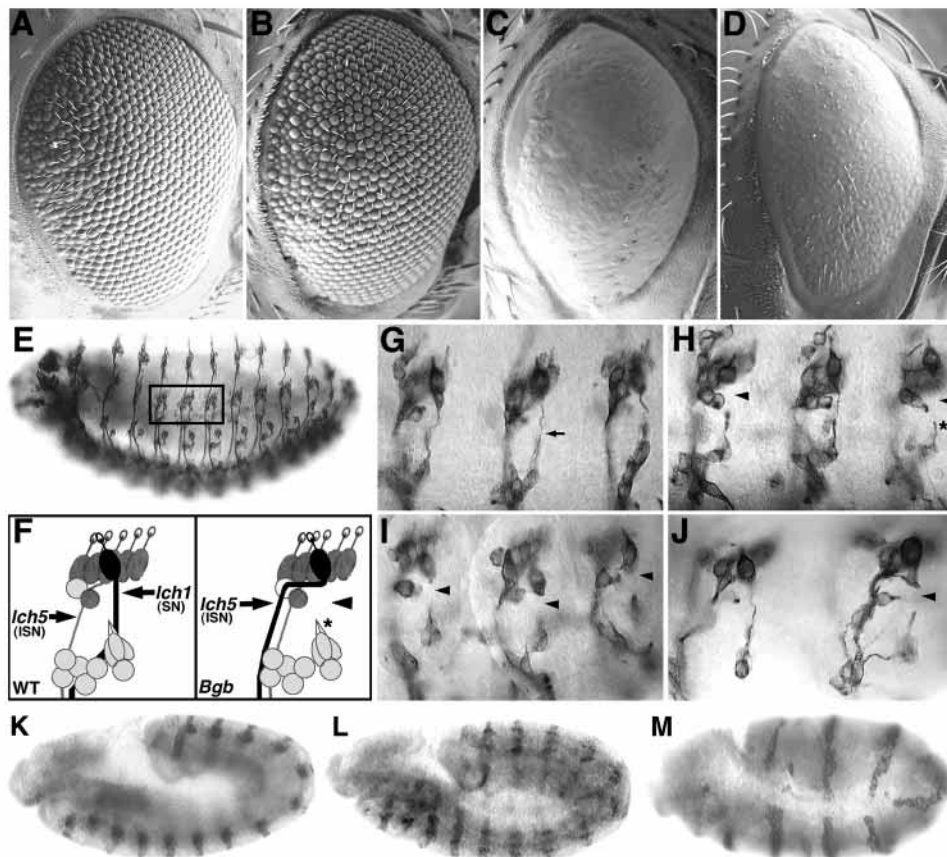 A B C D
E G H
*
F lch1
(SN)
lch5
(ISN)
WT
lch5
(ISN)
*
Bgb
I J
K L M